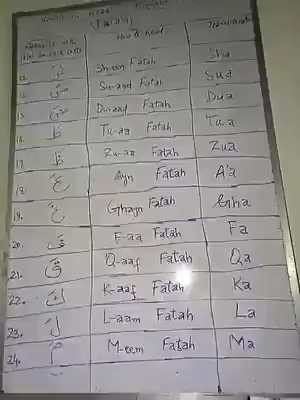 (Fatah)
How to Read
Transliteration
13. شَ Sheen Fatah Sha
14. صَ Su-aad Fatah Sua
15. ضَ Du-aad Fatah Dua
16. طَ Tu-aa Fatah Tua
17. ظَ Zu-aa Fatah Zua
18. عَ Ayn Fatah A'a
19. غَ Ghayn Fatah Gha
20. فَ F-aa Fatah Fa
21. قَ Q-aaf Fatah Qa
22. كَ K-aaf Fatah Ka
23. لَ L-aam Fatah La
24. مَ M-eem Fatah Ma